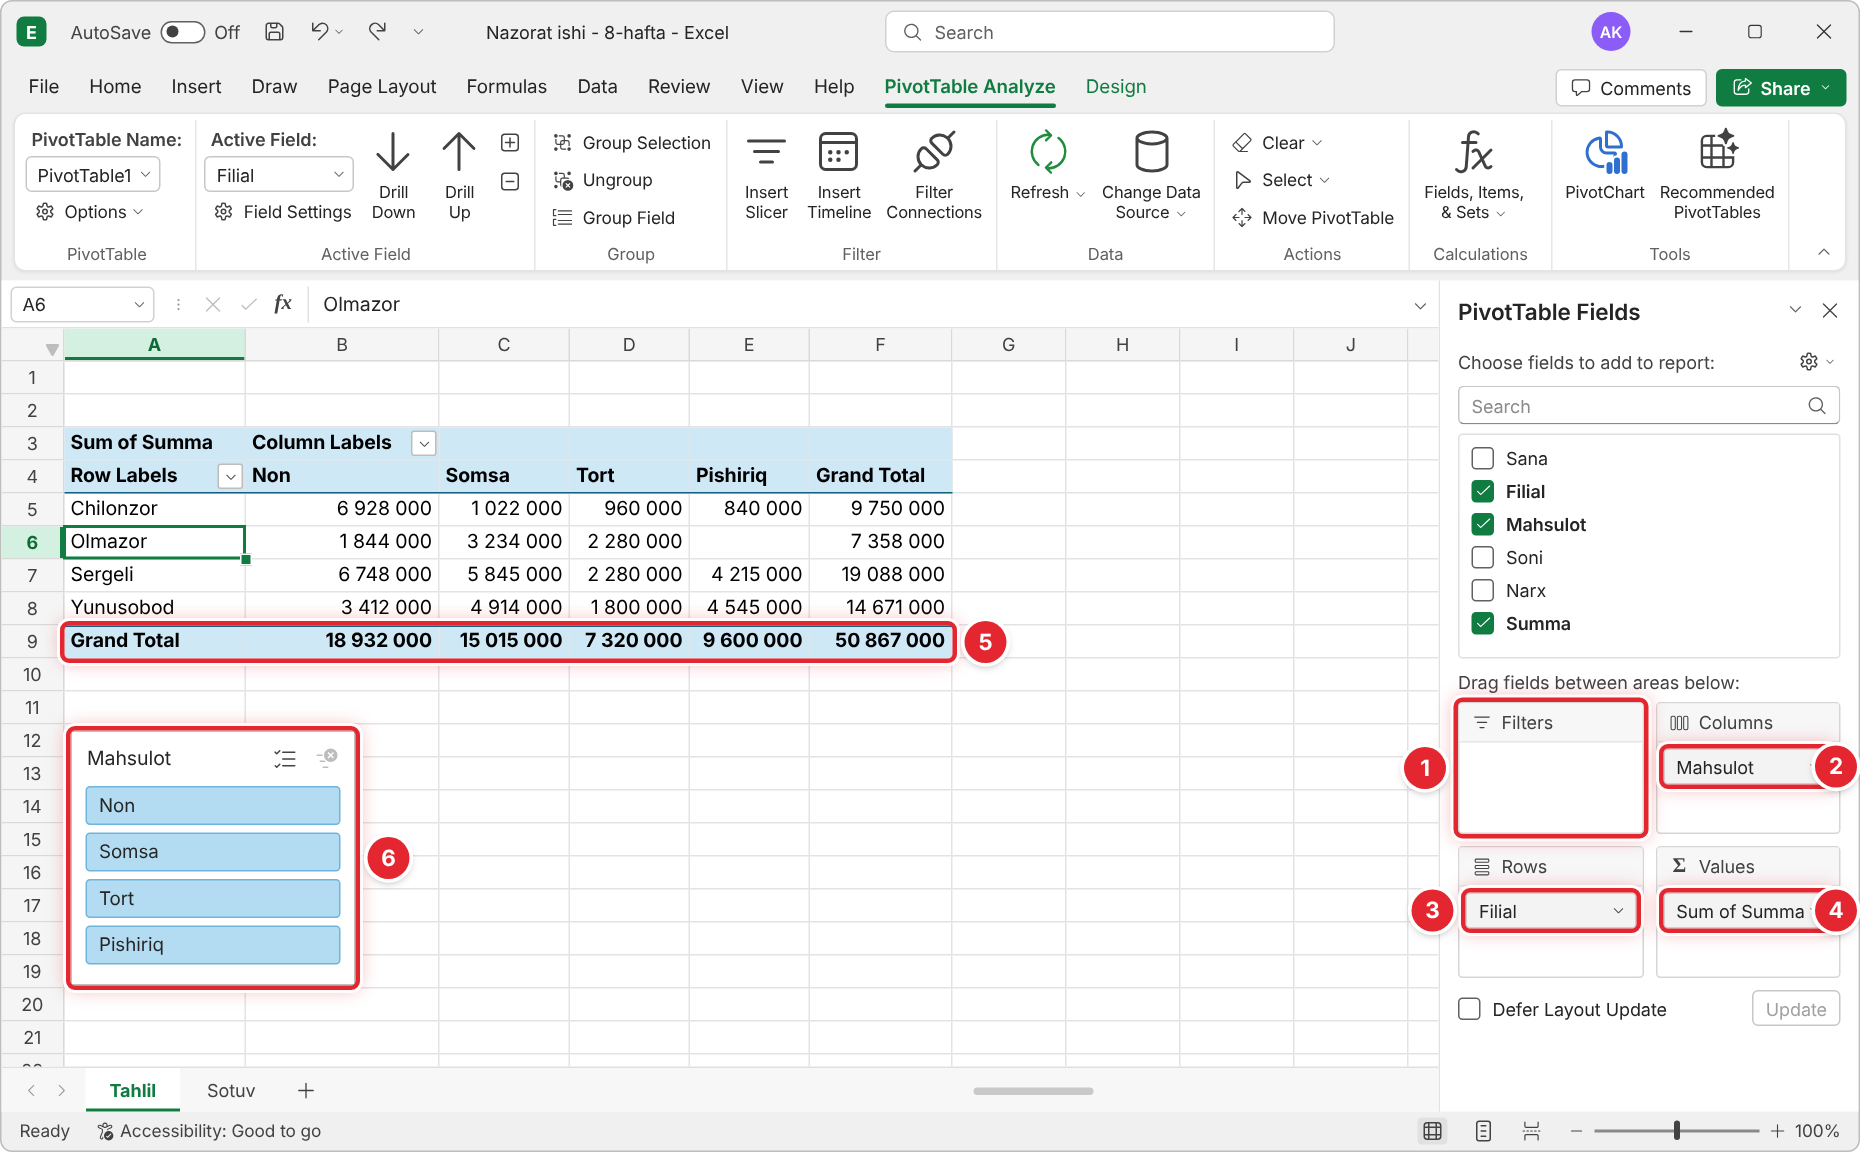 E AutoSave Off Nazorat ishi - 8-hafta - Excel Search AK
File Home Insert Draw Page Layout Formulas Data Review View Help PivotTable Analyze Design Comments Share
PivotTable Name:
PivotTable1
Options
PivotTable
Active Field:
Filial
Field Settings
Drill Down
Drill Up
Active Field
Group Selection
Ungroup
Group Field
Group
Insert Slicer
Insert Timeline
Filter Connections
Filter
Refresh
Change Data Source
Data
Clear
Select
Move PivotTable
Actions
Fields, Items, & Sets
Calculations
PivotChart
Recommended PivotTables
Tools
A6 fx Olmazor
A B C D E F G H I J
1
2
3 Sum of Summa Column Labels
4 Row Labels Non Somsa Tort Pishiriq Grand Total
5 Chilonzor 6 928 000 1 022 000 960 000 840 000 9 750 000
6 Olmazor 1 844 000 3 234 000 2 280 000 7 358 000
7 Sergeli 6 748 000 5 845 000 2 280 000 4 215 000 19 088 000
8 Yunusobod 3 412 000 4 914 000 1 800 000 4 545 000 14 671 000
9 Grand Total 18 932 000 15 015 000 7 320 000 9 600 000 50 867 000 5
10
11
12
13
14
15
16
17
18
19
20
21
Mahsulot
Non
Somsa
Tort
Pishiriq
6
PivotTable Fields
Choose fields to add to report:
Search
Sana
Filial
Mahsulot
Soni
Narx
Summa
Drag fields between areas below:
Filters
1
Columns
Mahsulot 2
Rows
3 Filial
Σ Values
Sum of Summa 4
Defer Layout Update Update
Tahlil Sotuv
Ready Accessibility: Good to go 100%